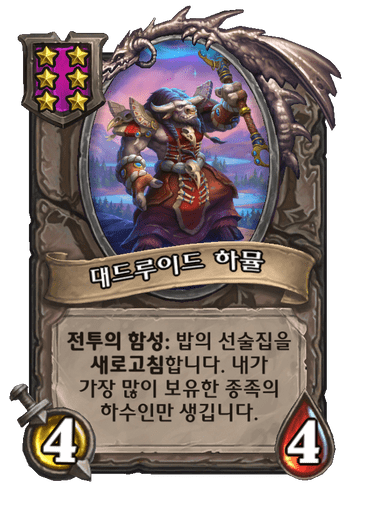 대드루이드 하뮬
전투의 함성: 밥의 선술집을
새로고침합니다. 내가
가장 많이 보유한 종족의
하수인만 생깁니다.
4
4